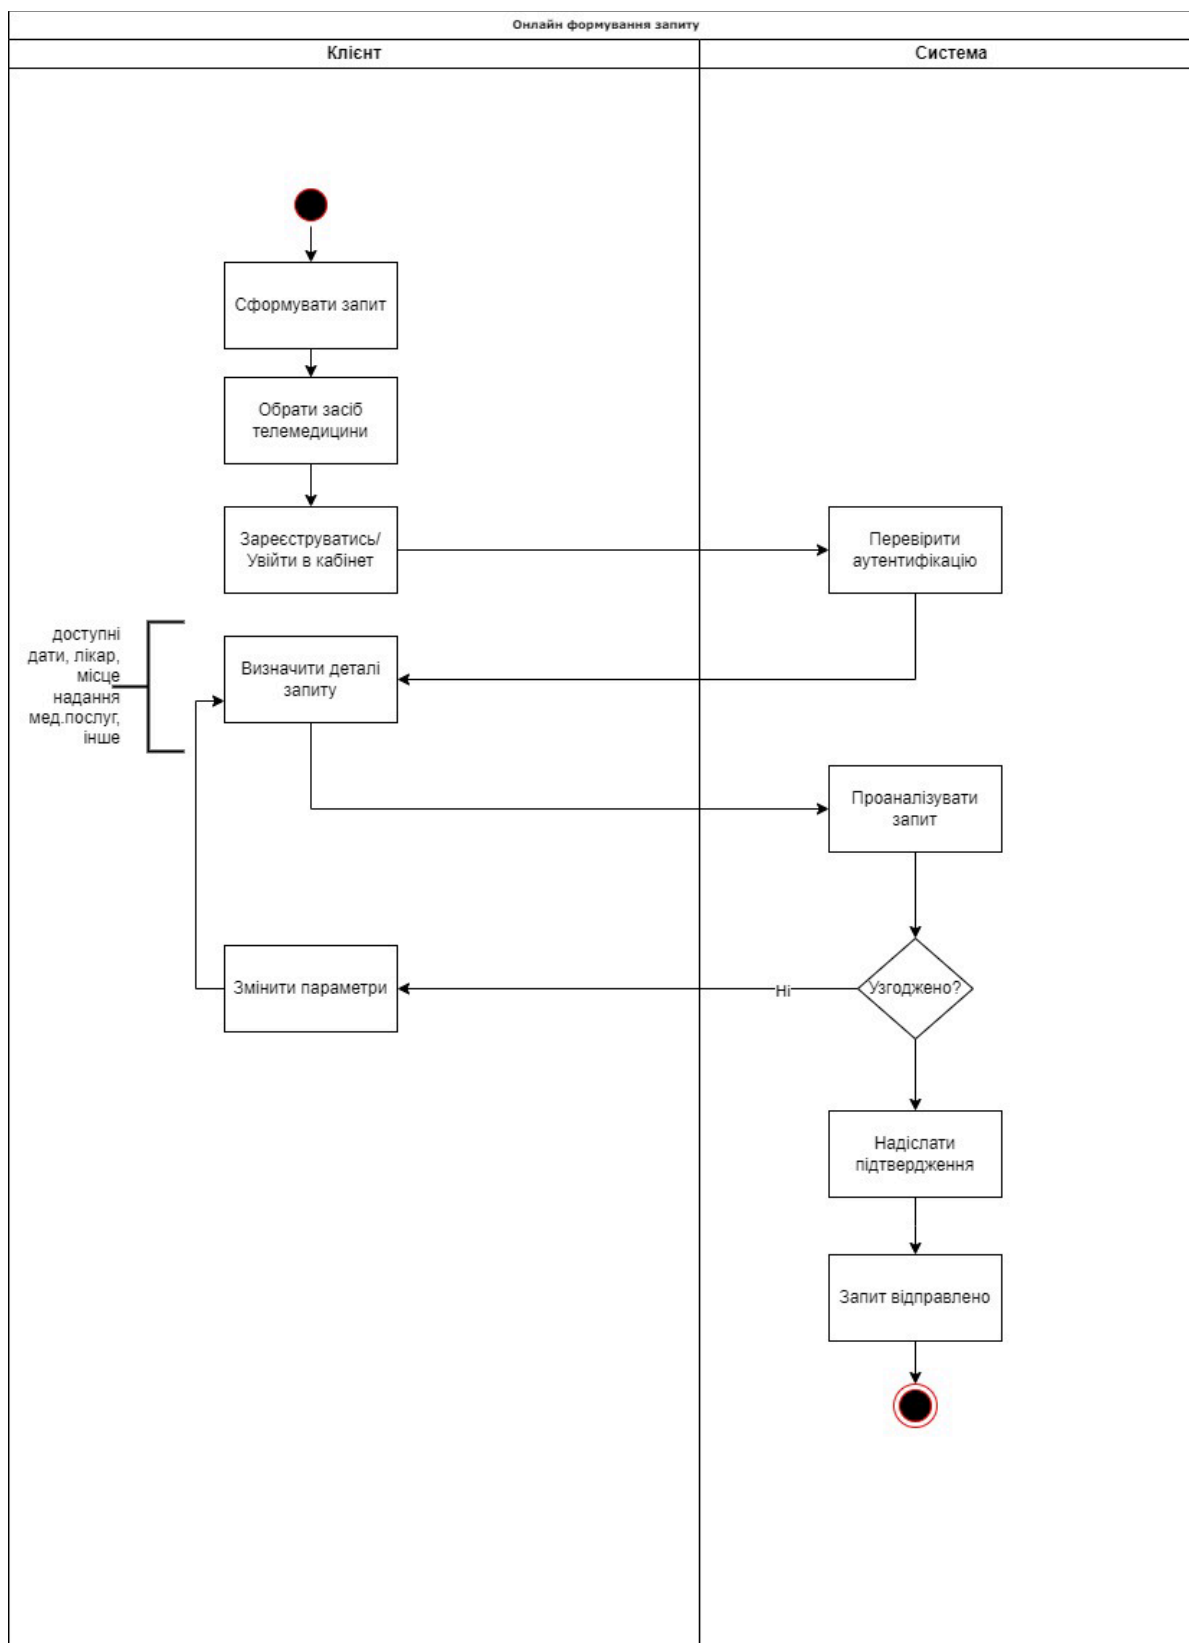 Онлайн формування запиту
Клієнт
Система
Сформувати запит
Обрати засіб
телемедицини
Зареєструватись/
Увійти в кабінет
Перевірити
аутентифікацію
доступні
дати, лікар,
місце
надання
мед.послуг,
інше
Визначити деталі
запиту
Проаналізувати
запит
Змінити параметри
Ні
Узгоджено?
Надіслати
підтвердження
Запит відправлено